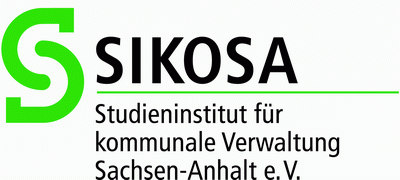 SIKOSA
Studieninstitut für
kommunale Verwaltung
Sachsen-Anhalt e.V.